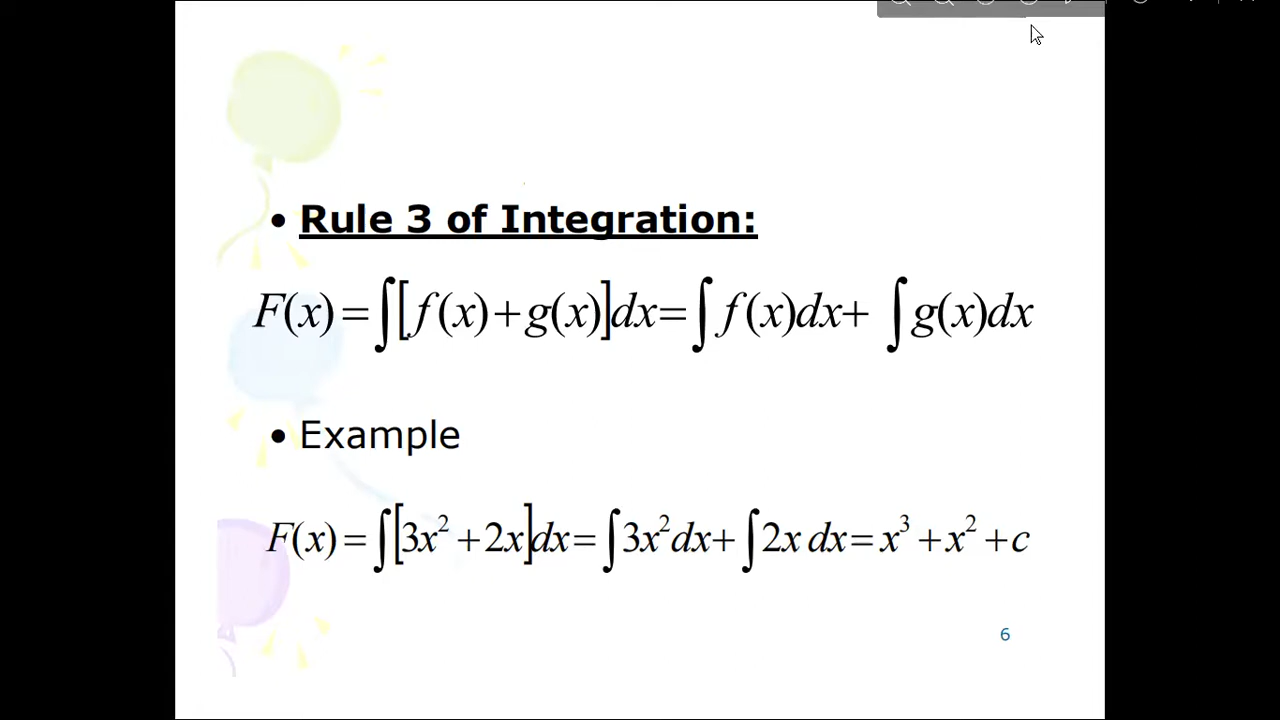 • Rule 3 of Integration:
F(x) = ∫[f(x) + g(x)]dx = ∫f(x)dx + ∫g(x)dx
• Example
F(x) = ∫[3x² + 2x]dx = ∫3x²dx + ∫2x dx = x³ + x² + c
6